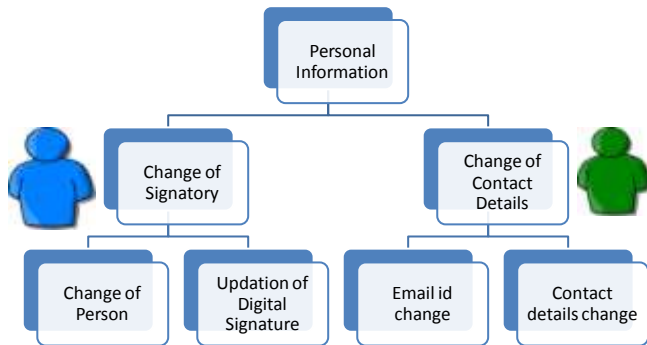 Personal
Information
Change of
Signatory
Change of
Contact
Details
Change of
Person
Updation of
Digital
Signature
Email id
change
Contact
details change